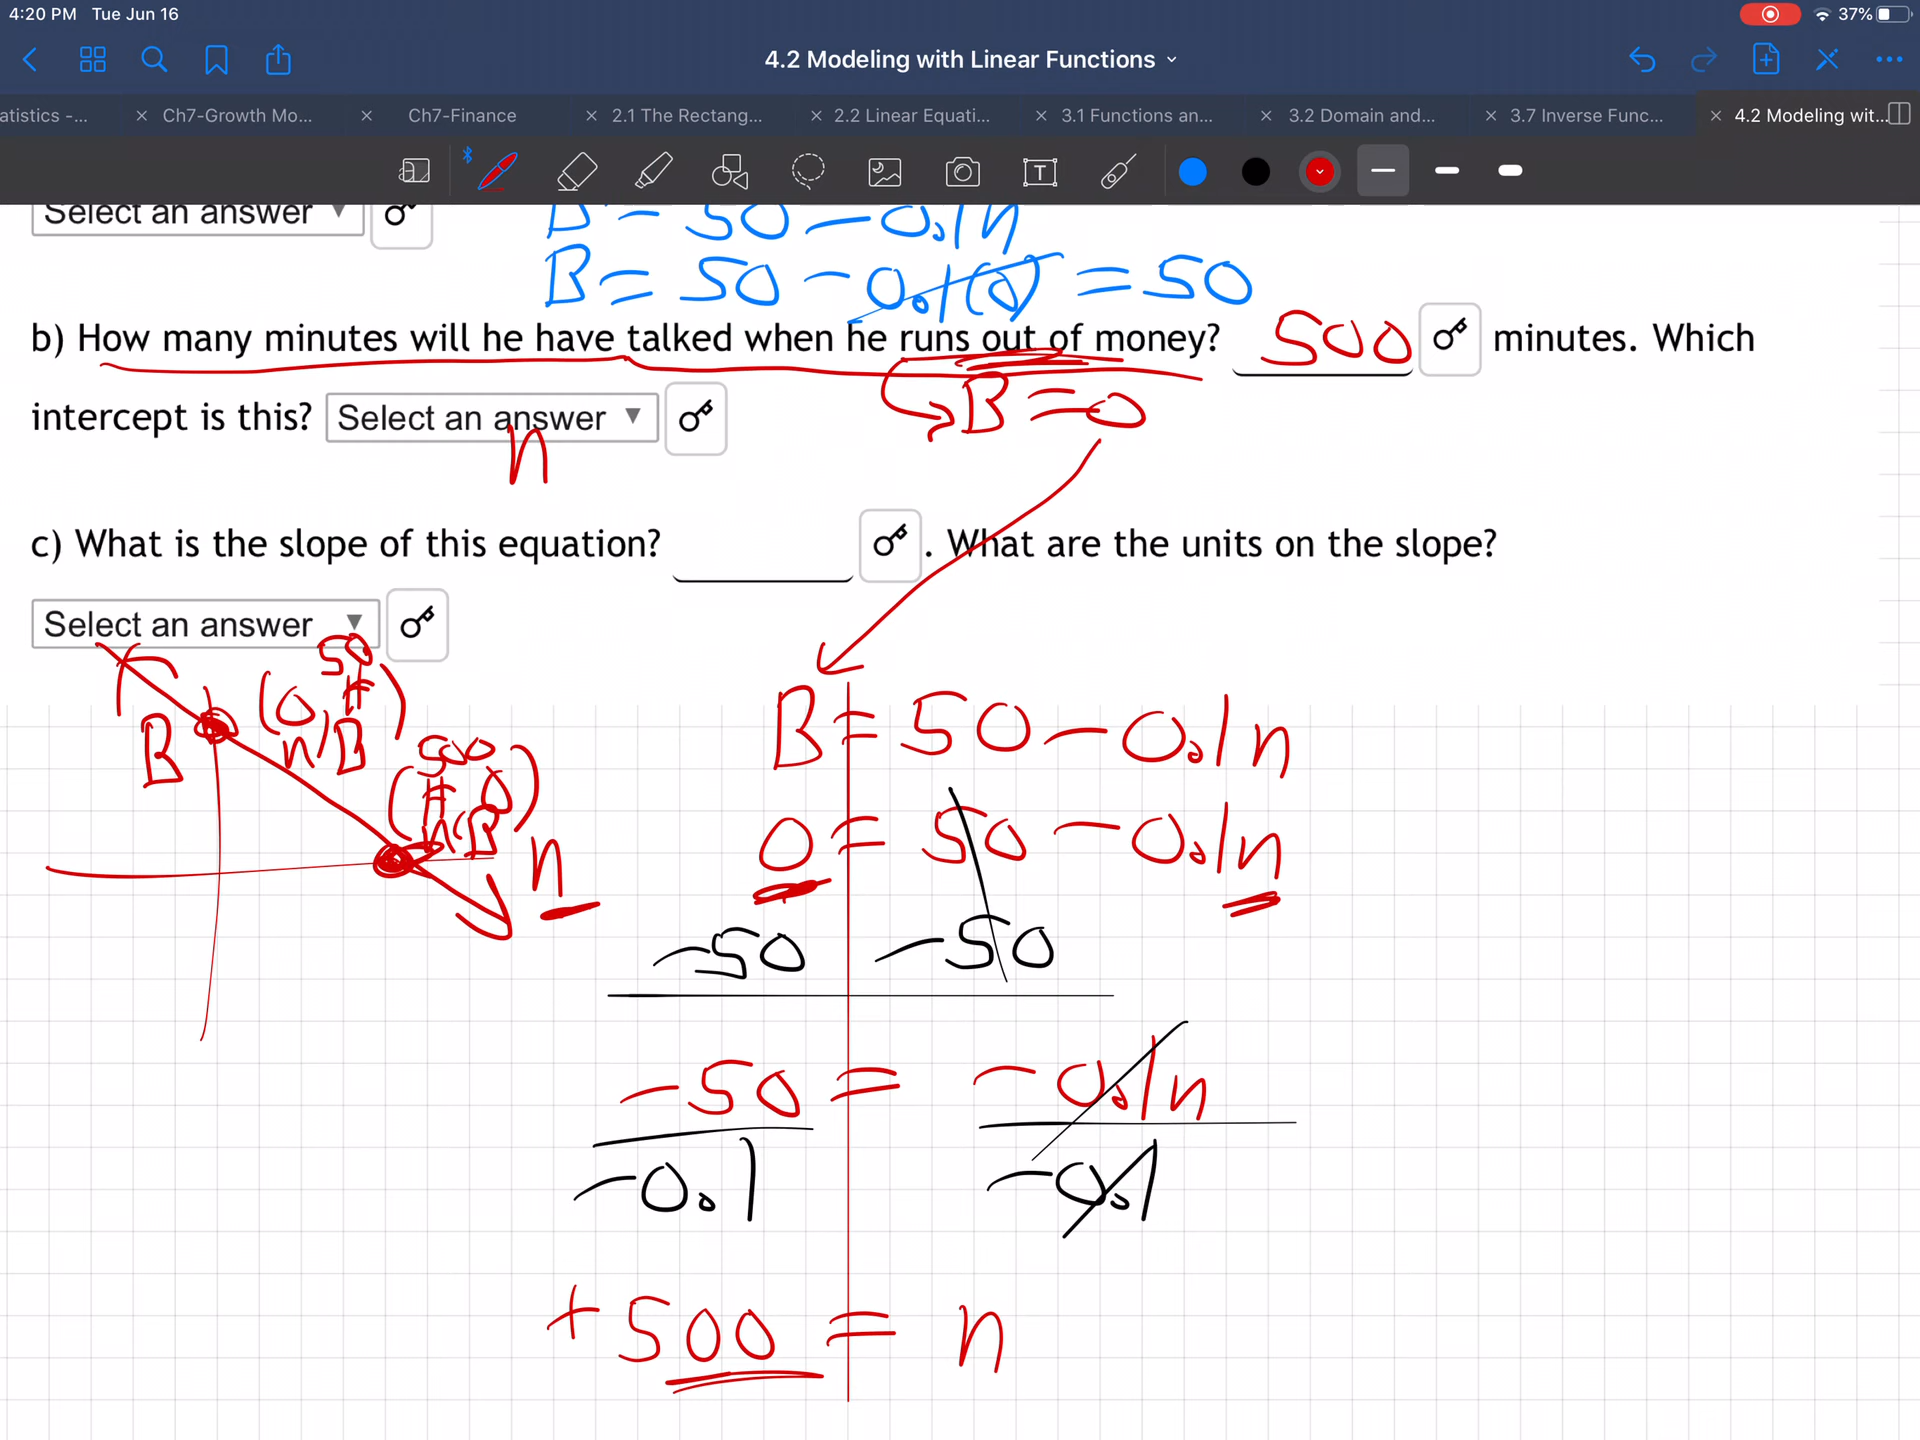 4:20 PM Tue Jun 16
37%
4.2 Modeling with Linear Functions
atistics -...
Ch7-Growth Mo...
Ch7-Finance
2.1 The Rectang...
2.2 Linear Equati...
3.1 Functions an...
3.2 Domain and...
3.7 Inverse Func...
4.2 Modeling wit...
T
Select an answer
B = 50 - 0.1n
B = 50 - 0.1(0) = 50
b) How many minutes will he have talked when he runs out of money? 500 minutes. Which
B = 0
intercept is this? Select an answer
n
c) What is the slope of this equation? . What are the units on the slope?
Select an answer
50
(0, #)
n, B
B
500
(#, 0)
n, B
n
B = 50 - 0.1n
0 = 50 - 0.1n
-50 -50
-50 = -0.1n
-0.1 -0.1
+500 = n